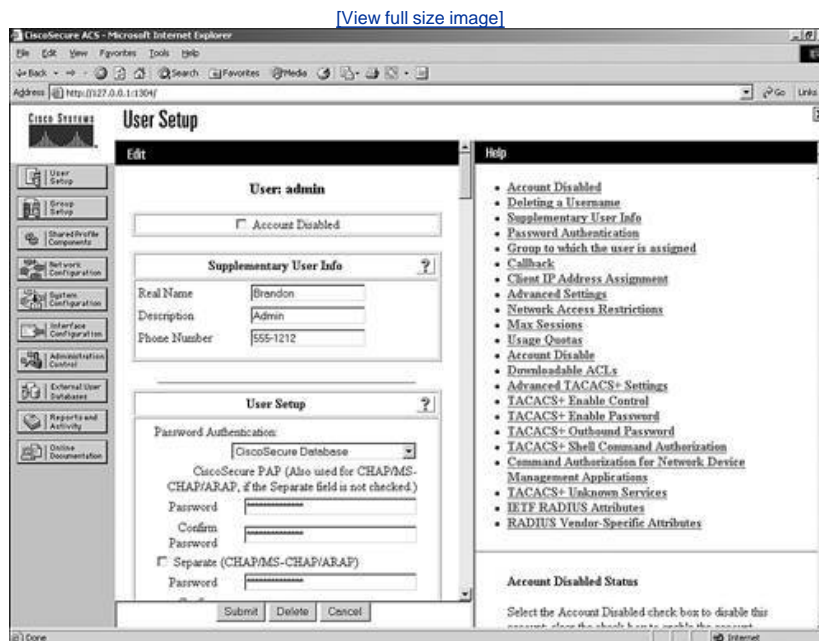 [View full size image]
CiscoSecure ACS - Microsoft Internet Explorer
File Edit View Favorites Tools Help
Back Search Favorites Media
Address http://127.0.0.1:1304/ Go Links
Cisco Systems
User Setup
User Setup
Group Setup
Shared Profile Components
Network Configuration
System Configuration
Interface Configuration
Administration Control
External User Databases
Reports and Activity
Online Documentation
Edit
User: admin
Account Disabled
Supplementary User Info ?
Real Name Brandon
Description Admin
Phone Number 555-1212
User Setup ?
Password Authentication:
CiscoSecure Database
CiscoSecure PAP (Also used for CHAP/MS-
CHAP/ARAP, if the Separate field is not checked.)
Password ****************
Confirm
Password ****************
Separate (CHAP/MS-CHAP/ARAP)
Password ****************
Submit Delete Cancel
Help
Account Disabled
Deleting a Username
Supplementary User Info
Password Authentication
Group to which the user is assigned
Callback
Client IP Address Assignment
Advanced Settings
Network Access Restrictions
Max Sessions
Usage Quotas
Account Disable
Downloadable ACLs
Advanced TACACS+ Settings
TACACS+ Enable Control
TACACS+ Enable Password
TACACS+ Outbound Password
TACACS+ Shell Command Authorization
Command Authorization for Network Device
Management Applications
TACACS+ Unknown Services
IETF RADIUS Attributes
RADIUS Vendor-Specific Attributes
Account Disabled Status
Select the Account Disabled check box to disable this
Done Internet